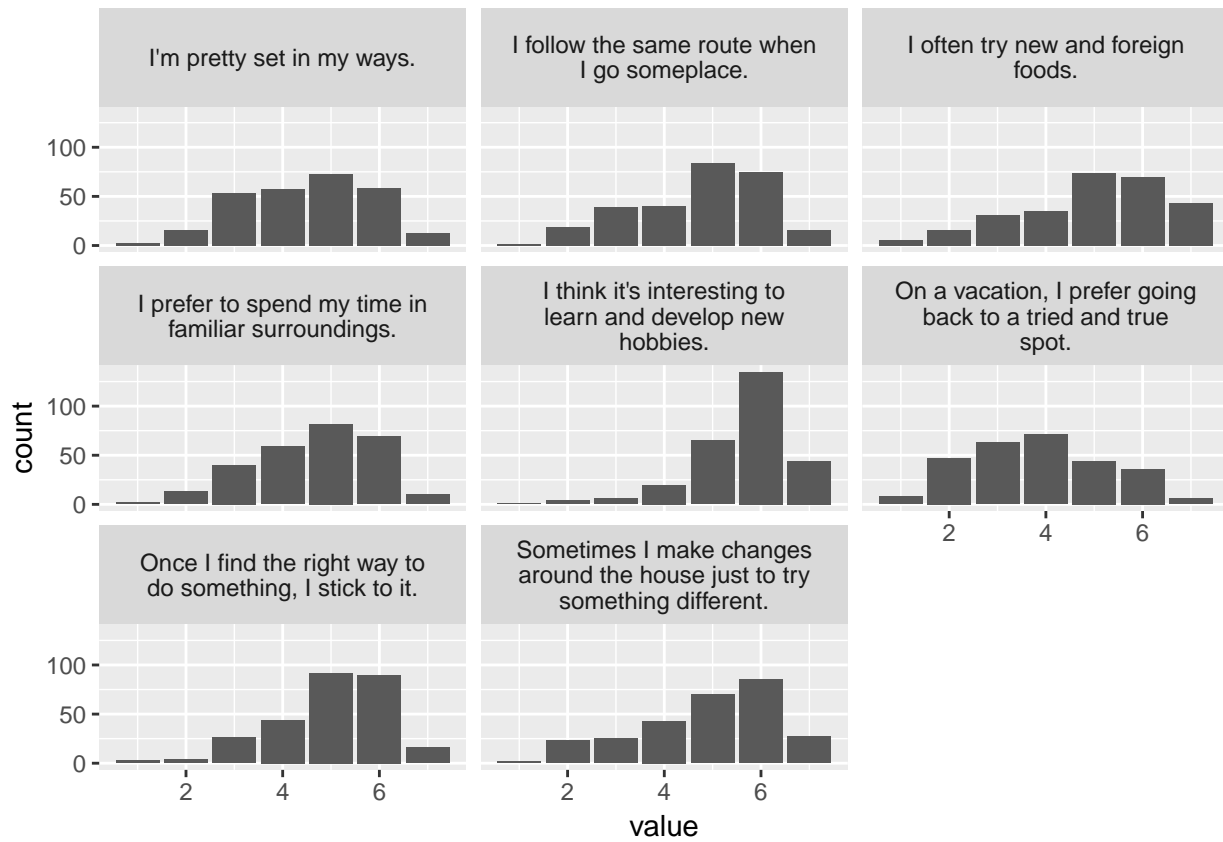 I'm pretty set in my ways.
I follow the same route when
I go someplace.
I often try new and foreign
foods.
100
50
0
I prefer to spend my time in
familiar surroundings.
I think it's interesting to
learn and develop new
hobbies.
On a vacation, I prefer going
back to a tried and true
spot.
count
100
50
0
2 4 6
Once I find the right way to
do something, I stick to it.
Sometimes I make changes
around the house just to try
something different.
100
50
0
2 4 6
2 4 6
value